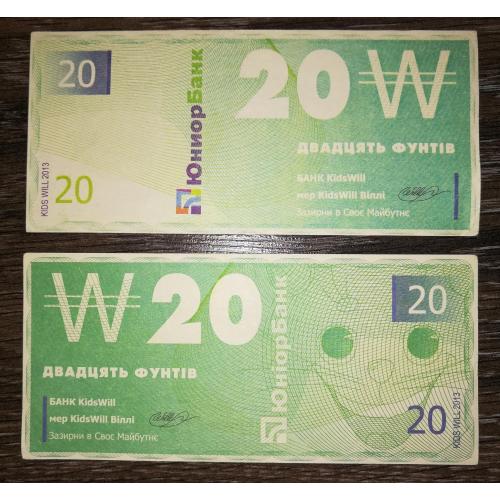 20
KIDS WILL 2013
20
ЮниорБанк
20 W
ДВАДЦЯТЬ ФУНТІВ
БАНК KidsWill
мер KidsWill Віллі
Зазирни в Своє Майбутнє
W 20
ДВАДЦЯТЬ ФУНТІВ
БАНК KidsWill
мер KidsWill Віллі
Зазирни в Своє Майбутнє
ЮніорБанк
20
20
KIDS WILL 2013